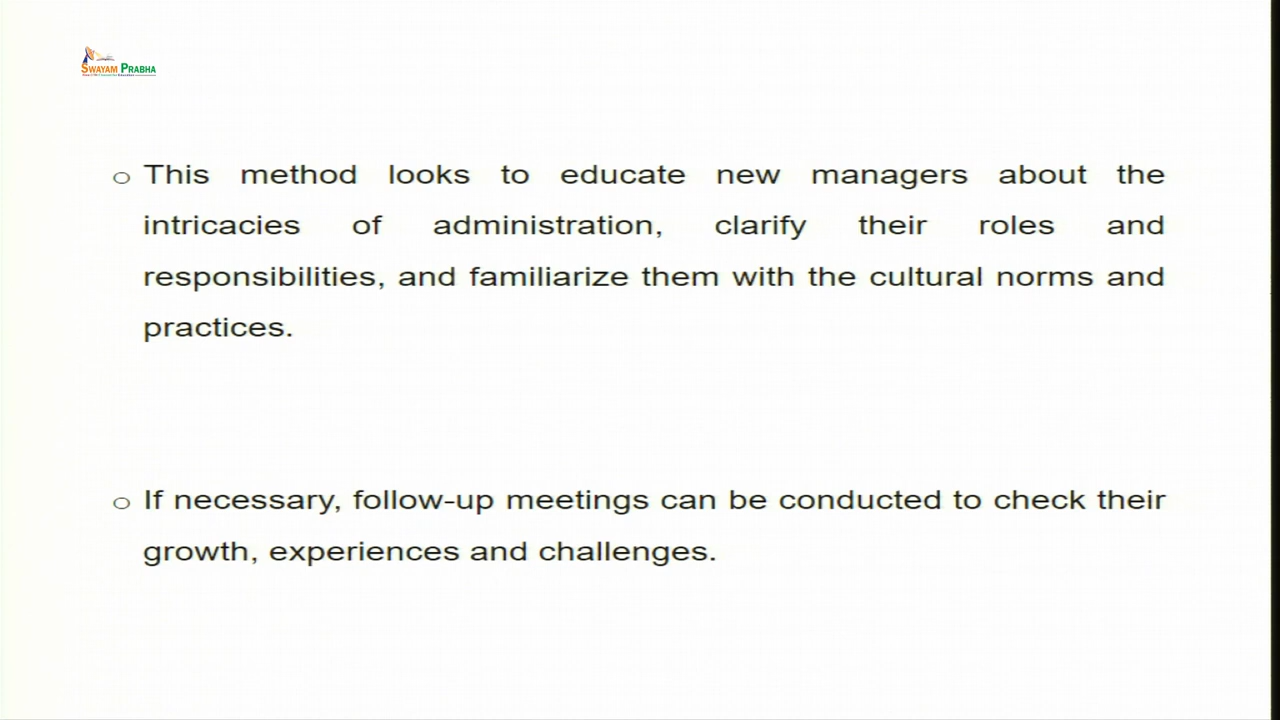 SWAYAM PRABHA
This method looks to educate new managers about the
intricacies of administration, clarify their roles and
responsibilities, and familiarize them with the cultural norms and
practices.
If necessary, follow-up meetings can be conducted to check their
growth, experiences and challenges.